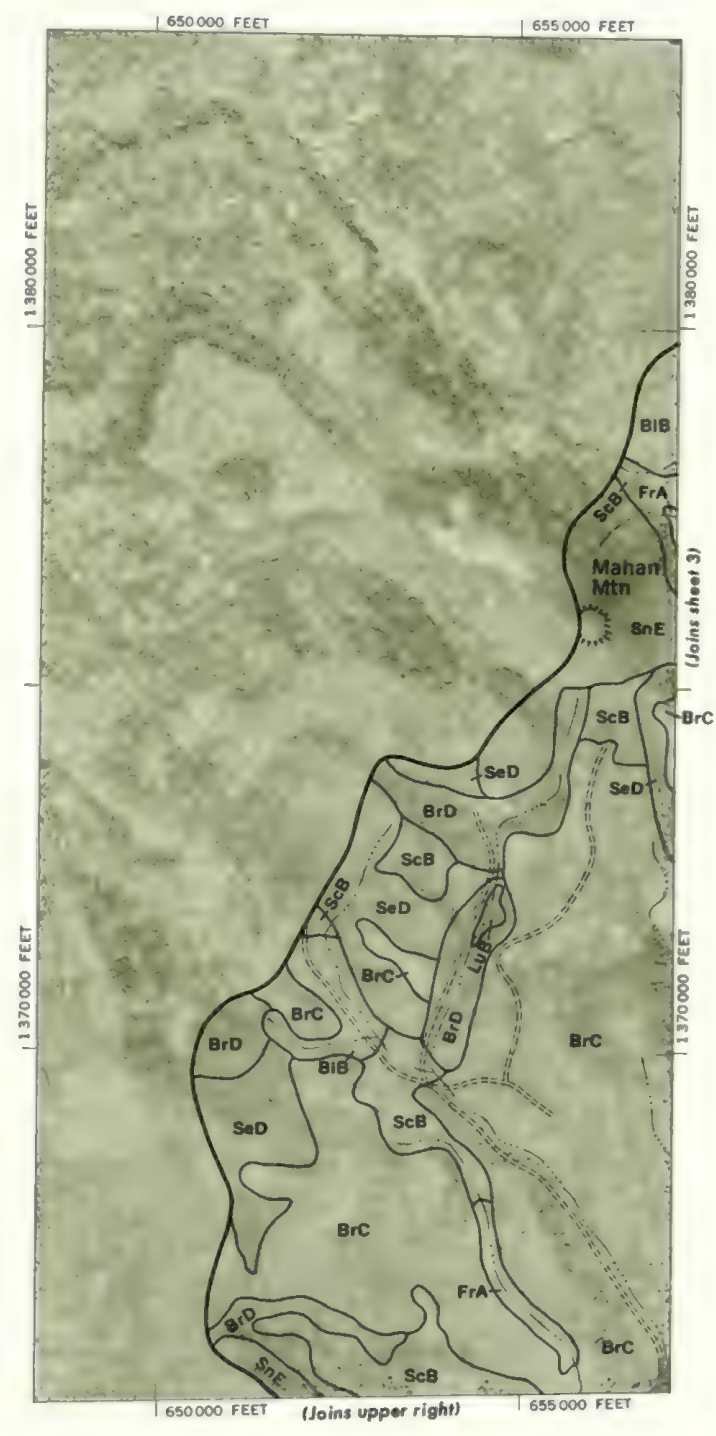 650 000 FEET
655 000 FEET
1 380 000 FEET
1 380 000 FEET
BlB
FrA
ScB
Mahan
Mtn
SnE
(Joins sheet 3)
ScB
BrC
SeD
SeD
BrD
ScB
ScB
SeD
LuB
BrC
BrC
BrD
1 370 000 FEET
1 370 000 FEET
BrD
BrC
BlB
SeD
ScB
BrC
FrA
BrD
BrC
SnE
ScB
650 000 FEET
(Joins upper right)
655 000 FEET